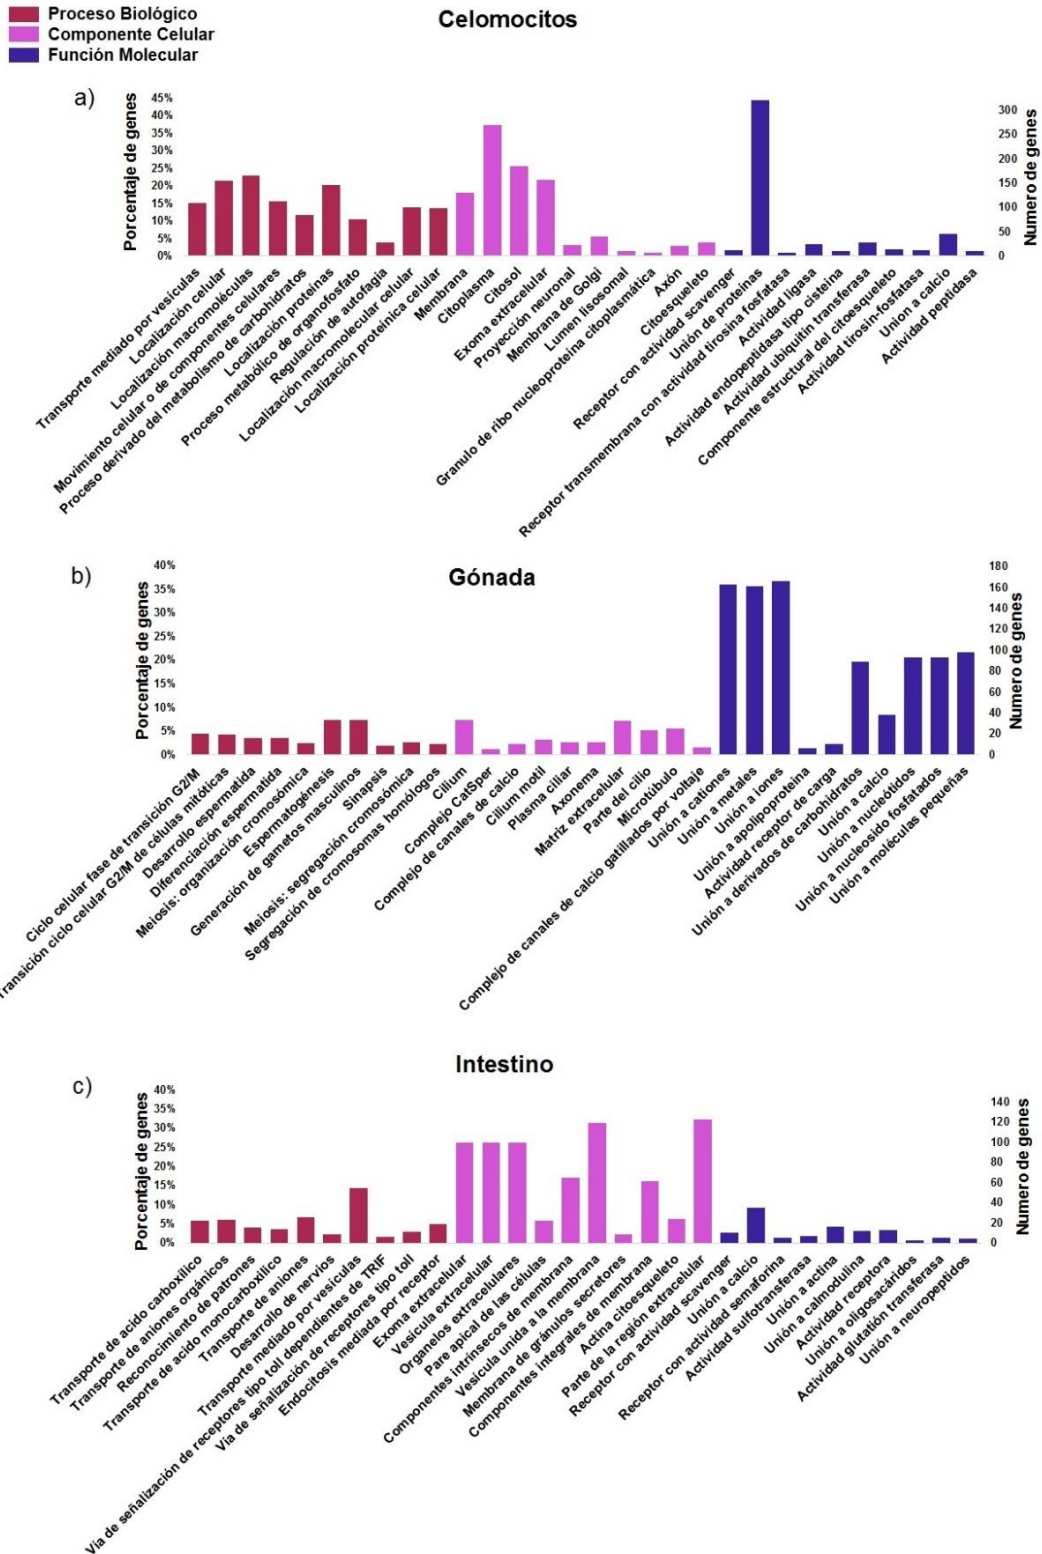 Proceso Biológico
Componente Celular
Función Molecular
Celomocitos
a)
Porcentaje de genes
45%
40%
35%
30%
25%
20%
15%
10%
5%
0%
Numero de genes
300
250
200
150
100
50
0
Transporte mediado por vesículas
Localización celular
Localización macromoléculas
Movimiento celular o de componentes celulares
Proceso derivado del metabolismo de carbohidratos
Localización proteínas
Proceso metabólico de organofosfato
Regulación de autofagia
Localización macromolecular celular
Localización proteínica celular
Membrana
Citoplasma
Citosol
Exoma extracelular
Proyección neuronal
Membrana de Golgi
Lumen lisosomal
Granulo de ribo nucleoproteina citoplasmática
Axón
Citoesqueleto
Receptor con actividad scavenger
Unión de proteínas
Receptor transmembrana con actividad tirosina fosfatasa
Actividad ligasa
Actividad endopeptidasa tipo cisteina
Actividad ubiquitin transferasa
Componente estructural del citoesqueleto
Actividad tirosin-fosfatasa
Union a calcio
Actividad peptidasa
b)
Gónada
Porcentaje de genes
40%
35%
30%
25%
20%
15%
10%
5%
0%
Numero de genes
180
160
140
120
100
80
60
40
20
0
Ciclo celular fase de transición G2/M
Transición ciclo celular G2/M de células mitóticas
Desarrollo espermatida
Diferenciación espermatida
Meiosis: organización cromosómica
Espermatogénesis
Generación de gametos masculinos
Sinapsis
Meiosis: segregación cromosómica
Segregación de cromosomas homólogos
Cilium
Complejo CatSper
Complejo de canales de calcio
Cilium motil
Plasma ciliar
Axonema
Matriz extracelular
Parte del cilio
Microtúbulo
Complejo de canales de calcio gatillados por voltaje
Unión a cationes
Unión a metales
Unión a iones
Unión a apolipoproteina
Actividad receptor de carga
Unión a derivados de carbohidratos
Unión a calcio
Unión a nucleótidos
Unión a nucleosido fosfatados
Unión a moléculas pequeñas
c)
Intestino
Porcentaje de genes
40%
35%
30%
25%
20%
15%
10%
5%
0%
Numero de genes
140
120
100
80
60
40
20
0
Transporte de acido carboxílico
Transporte de aniones orgánicos
Reconocimiento de patrones
Transporte de acido monocarboxílico
Transporte de aniones
Desarrollo de nervios
Transporte mediado por vesículas
Vía de señalización de receptores tipo toll dependientes de TRIF
Vía de señalización de receptores tipo toll
Endocitosis mediada por receptor
Exoma extracelular
Vesícula extracelular
Organelos extracelulares
Pare apical de las células
Componentes intrínsecos de membrana
Vesícula unida a la membrana
Membrana de gránulos secretores
Componentes integrales de membrana
Actina citoesqueleto
Parte de la región extracelular
Receptor con actividad scavenger
Unión a calcio
Receptor con actividad semaforina
Actividad sulfotransferasa
Unión a actina
Unión a calmodulina
Actividad receptora
Unión a oligosacáridos
Actividad glutatión transferasa
Unión a neuropeptidos